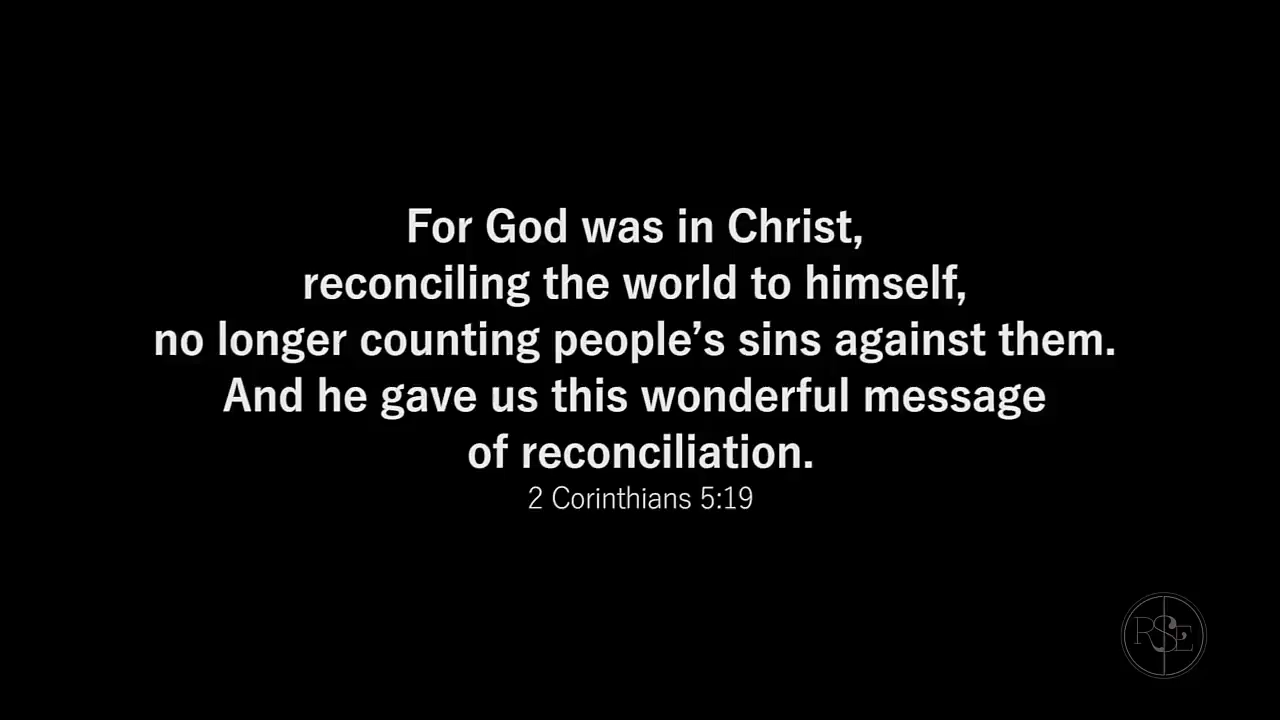 For God was in Christ,
reconciling the world to himself,
no longer counting people’s sins against them.
And he gave us this wonderful message
of reconciliation.
2 Corinthians 5:19
RSE